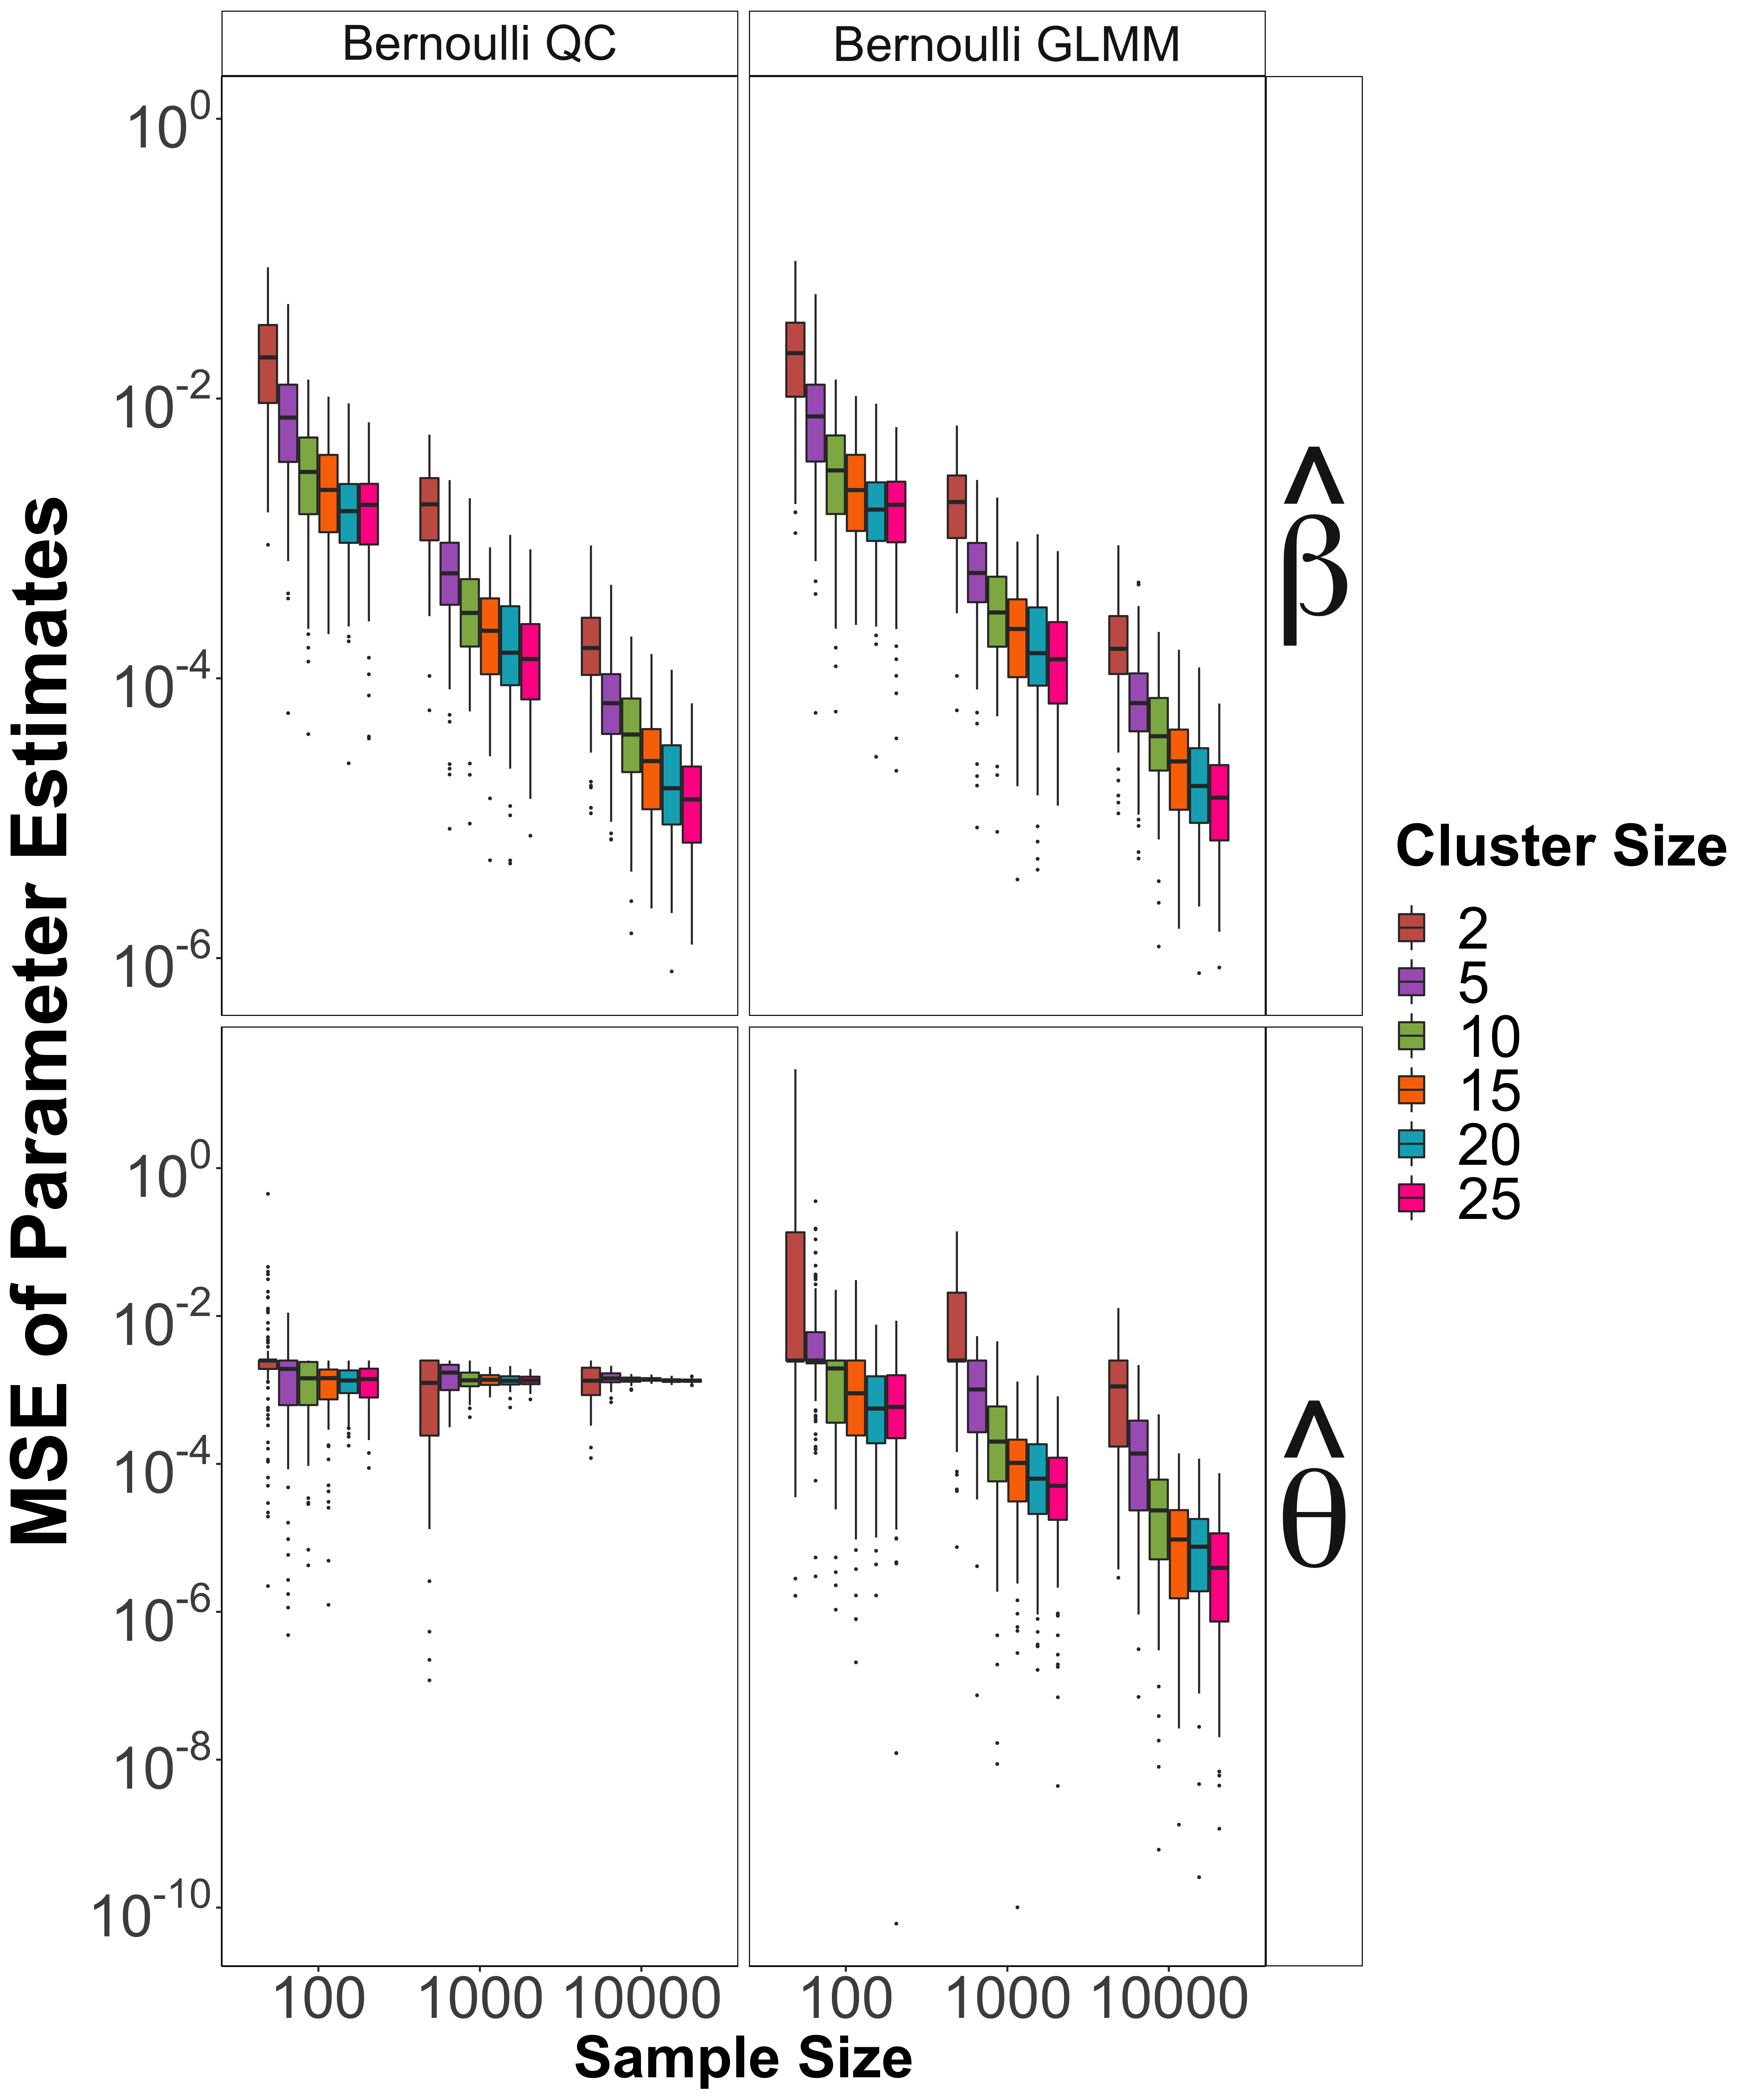 Bernoulli QC
Bernoulli GLMM
MSE of Parameter Estimates
10^0
10^-2
10^-4
10^-6
β̂
10^0
10^-2
10^-4
10^-6
10^-8
10^-10
θ̂
100 1000 10000
100 1000 10000
Sample Size
Cluster Size
2
5
10
15
20
25